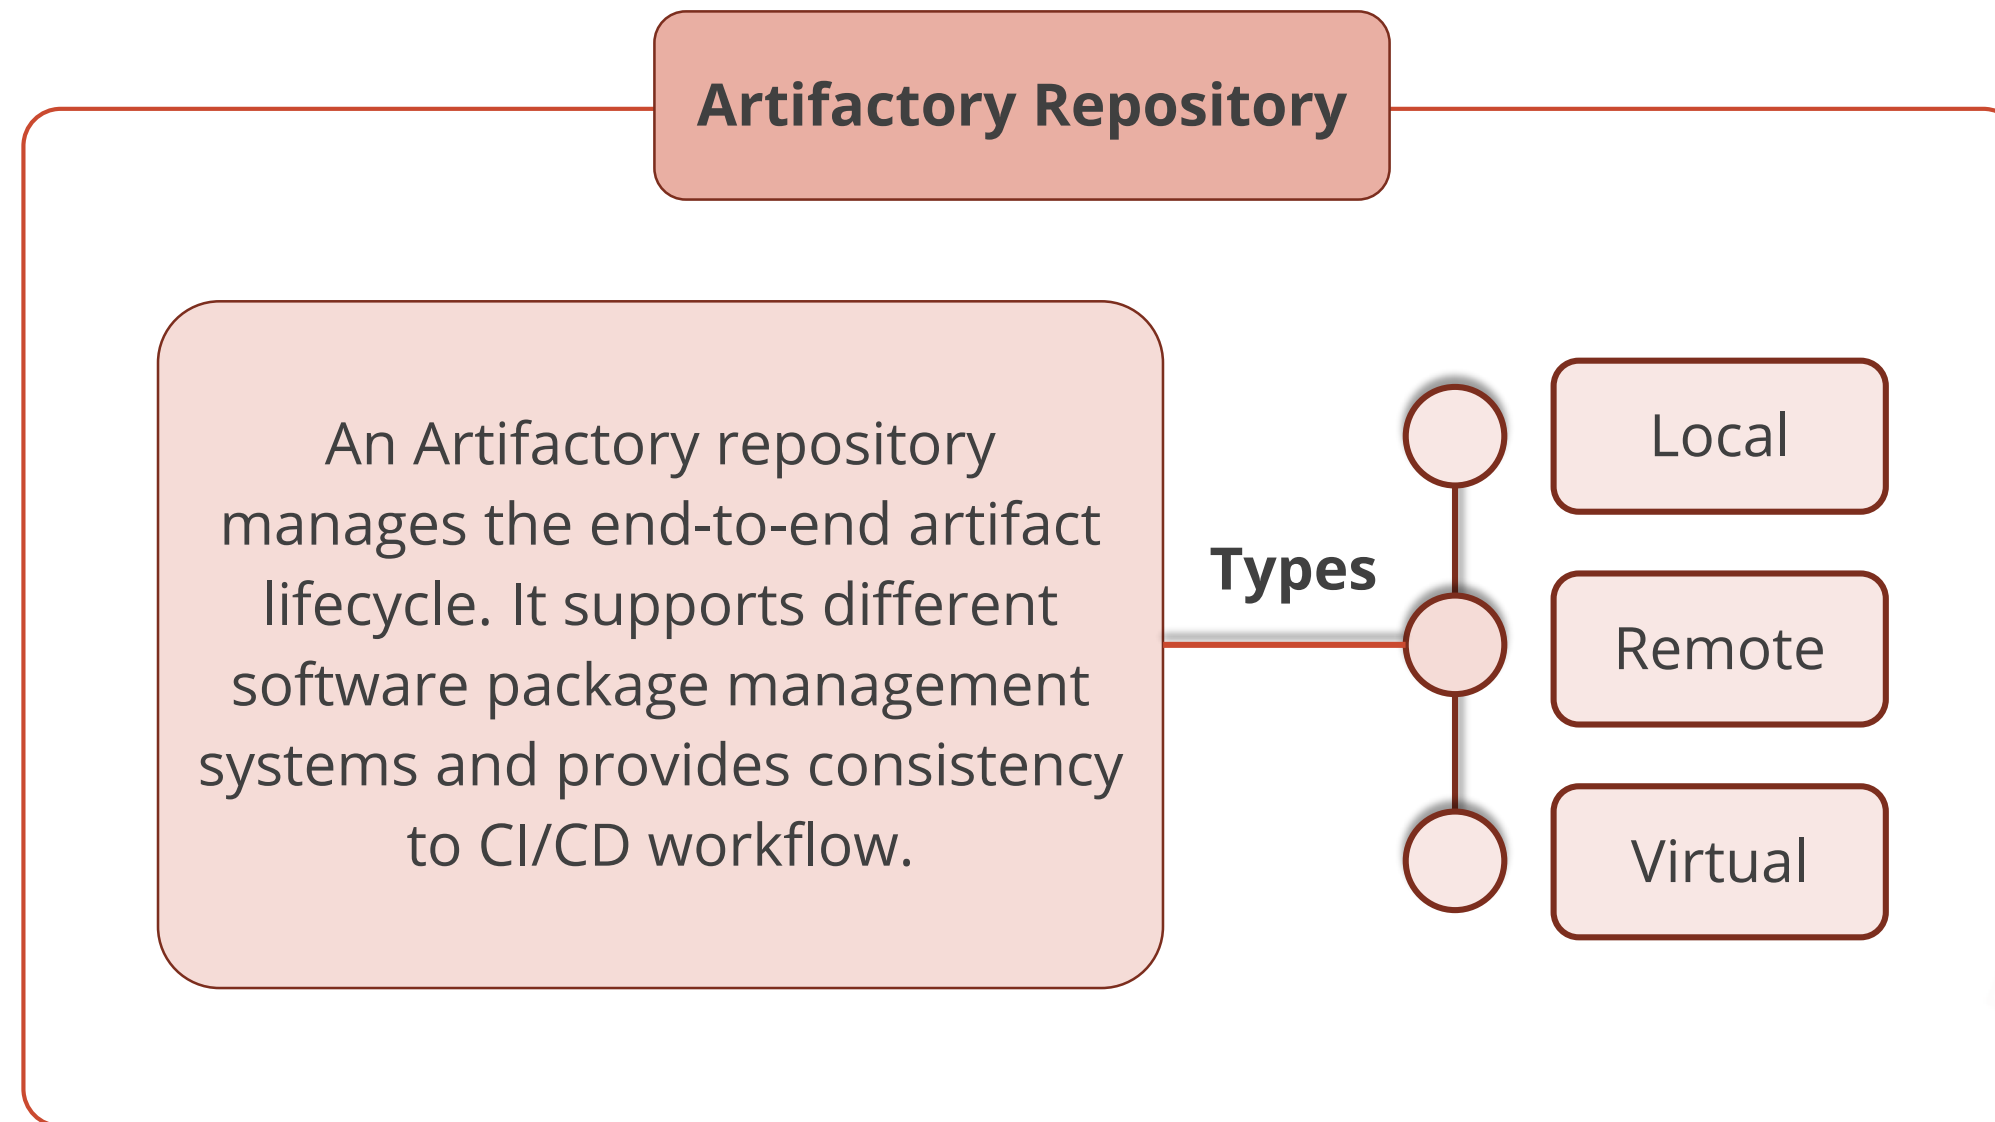 Artifactory Repository
An Artifactory repository
manages the end-to-end artifact
lifecycle. It supports different
software package management
systems and provides consistency
to CI/CD workflow.
Types
Local
Remote
Virtual